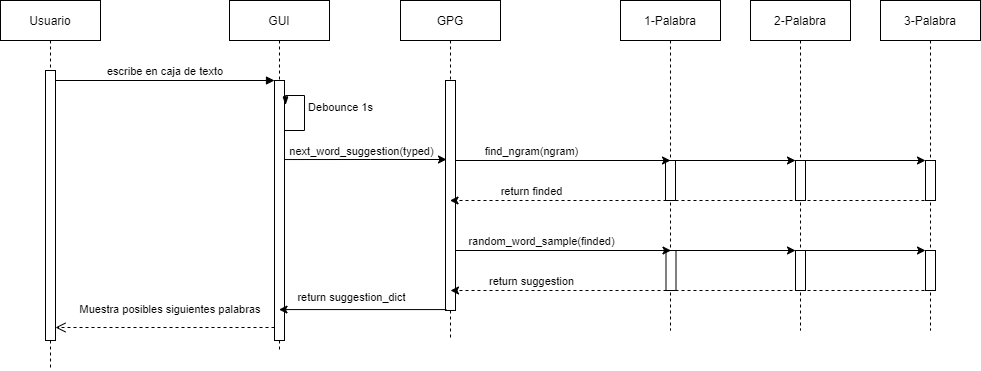 Usuario
GUI
GPG
1-Palabra
2-Palabra
3-Palabra
escribe en caja de texto
Debounce 1s
next_word_suggestion(typed)
find_ngram(ngram)
return finded
random_word_sample(finded)
return suggestion
return suggestion_dict
Muestra posibles siguientes palabras